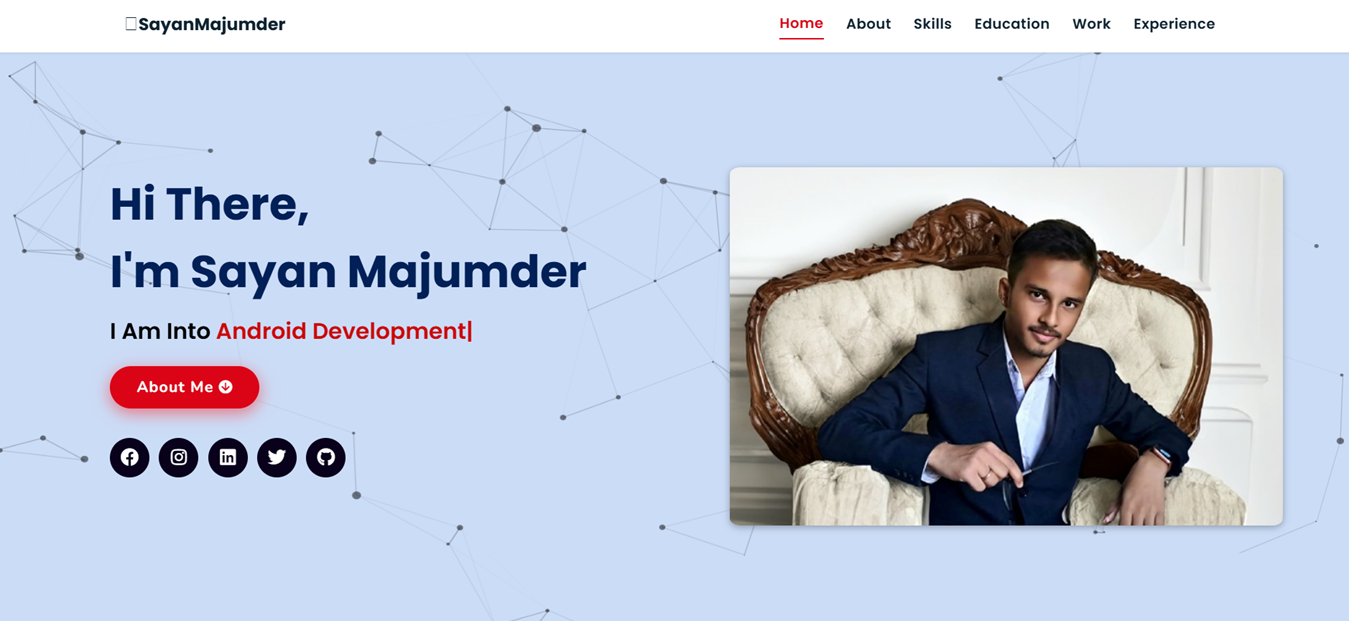 SayanMajumder
Home About Skills Education Work Experience
Hi There,
I'm Sayan Majumder
I Am Into Android Development|
About Me